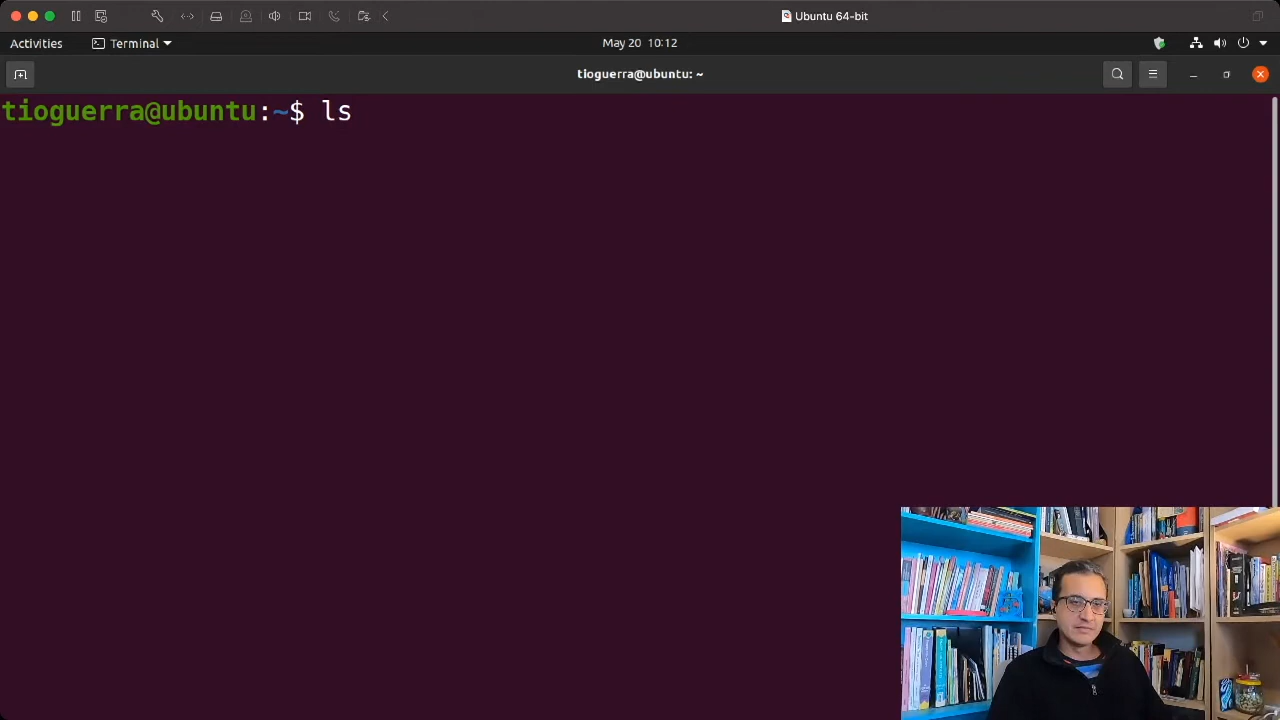 Ubuntu 64-bit
Activities Terminal May 20 10:12
tioguerra@ubuntu: ~
tioguerra@ubuntu:~$ ls